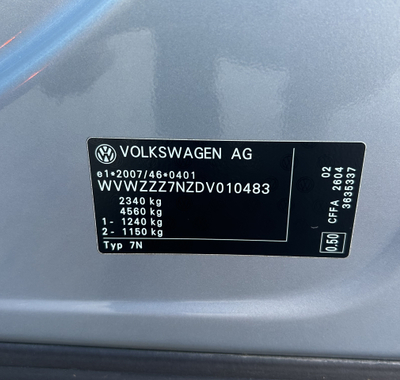 VOLKSWAGEN AG
e1*2007/46*0401
WVWZZZ7NZDV010483
2340 kg
4560 kg
1- 1240 kg
2- 1150 kg
Typ 7N
02
CFFA 2604
3635337
0.50